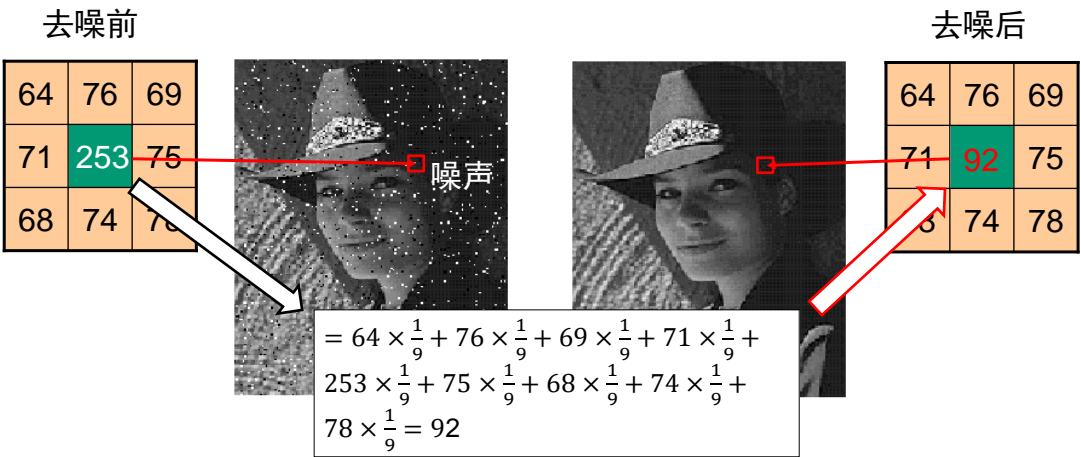 去噪前
去噪后
64 76 69
71 253 75
68 74 78
噪声
64 76 69
71 92 75
68 74 78
= 64 × 1/9 + 76 × 1/9 + 69 × 1/9 + 71 × 1/9 +
253 × 1/9 + 75 × 1/9 + 68 × 1/9 + 74 × 1/9 +
78 × 1/9 = 92